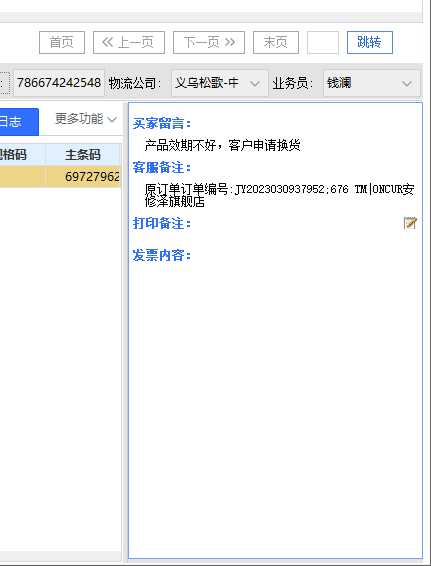 首页 上一页 下一页 末页 跳转
: 786674242548 物流公司: 义乌松歌-中 业务员: 钱澜
日志 更多功能
规格码 主条码
69727962
买家留言:
产品效期不好，客户申请换货
客服备注:
原订单订单编号:JY2023030937952;676 TM|ONCUR安
修泽旗舰店
打印备注:
发票内容: